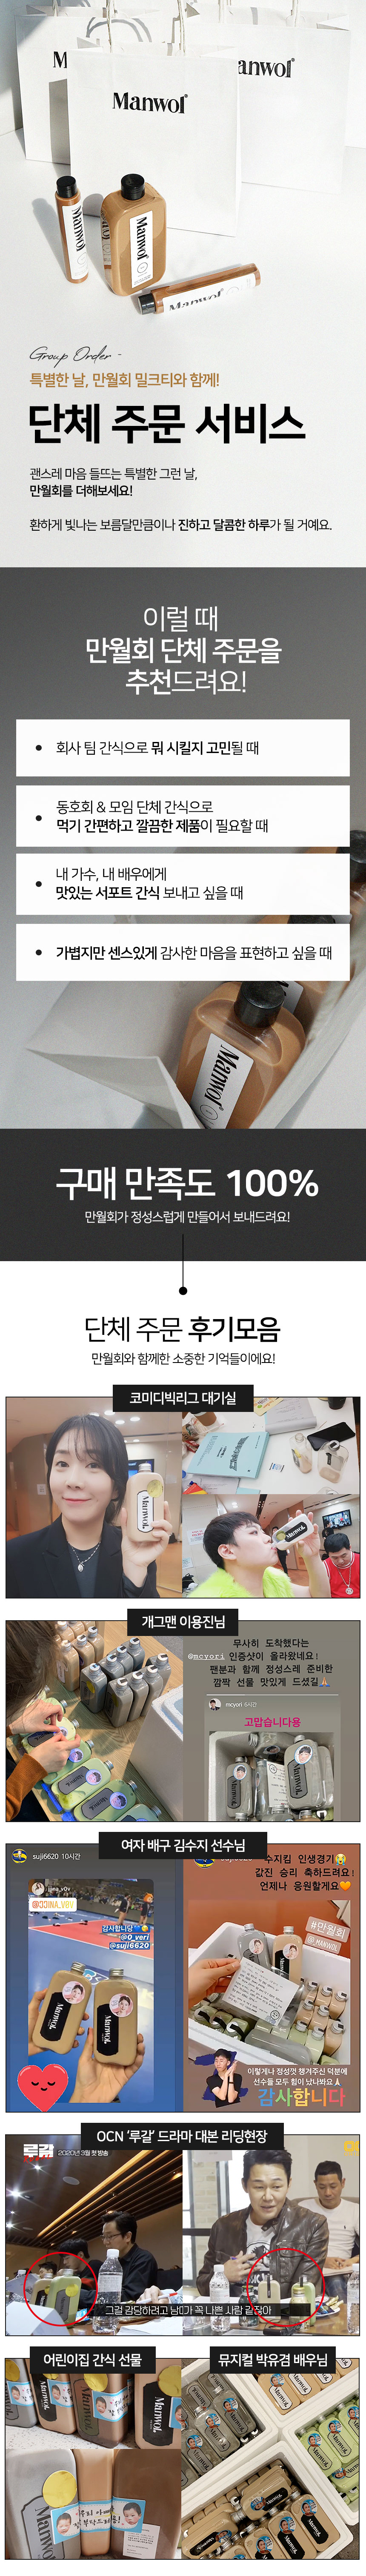 Manwol
Manwol
Manwol
Manwol
Group Order -
특별한 날, 만월회 밀크티와 함께!
단체 주문 서비스
괜스레 마음 들뜨는 특별한 그런 날,
만월회를 더해보세요!
환하게 빛나는 보름달만큼이나 진하고 달콤한 하루가 될 거예요.
이럴 때
만월회 단체 주문을
추천드려요!
회사 팀 간식으로 뭐 시킬지 고민될 때
동호회 & 모임 단체 간식으로
먹기 간편하고 깔끔한 제품이 필요할 때
내 가수, 내 배우에게
맛있는 서포트 간식 보내고 싶을 때
가볍지만 센스있게 감사한 마음을 표현하고 싶을 때
Manwol
구매 만족도 100%
만월회가 정성스럽게 만들어서 보내드려요!
단체 주문 후기모음
만월회와 함께한 소중한 기억들이에요!
코미디빅리그 대기실
Manwol
개그맨 이용진님
무사히 도착했다는
@mcyori 인증샷이 올라왔네요!
팬분과 함께 정성스레 준비한
깜짝 선물 맛있게 드셨길🙏
mcyori 6시간
고맙습니다용
여자 배구 김수지 선수님
suji6620 10시간
감사합니당
@0_veri
@suji6620
수지킴 인생경기😭
값진 승리 축하드려요!
언제나 응원할게요🧡
#만월회
@MANWOL
이렇게나 정성껏 챙겨주신 덕분에
선수들 모두 힘이 났나봐요
감사합니다
OCN ‘루갈’ 드라마 대본 리딩현장
루갈
2020년 3월 첫 방송
어린이집 간식 선물
뮤지컬 박유겸 배우님
Manwol